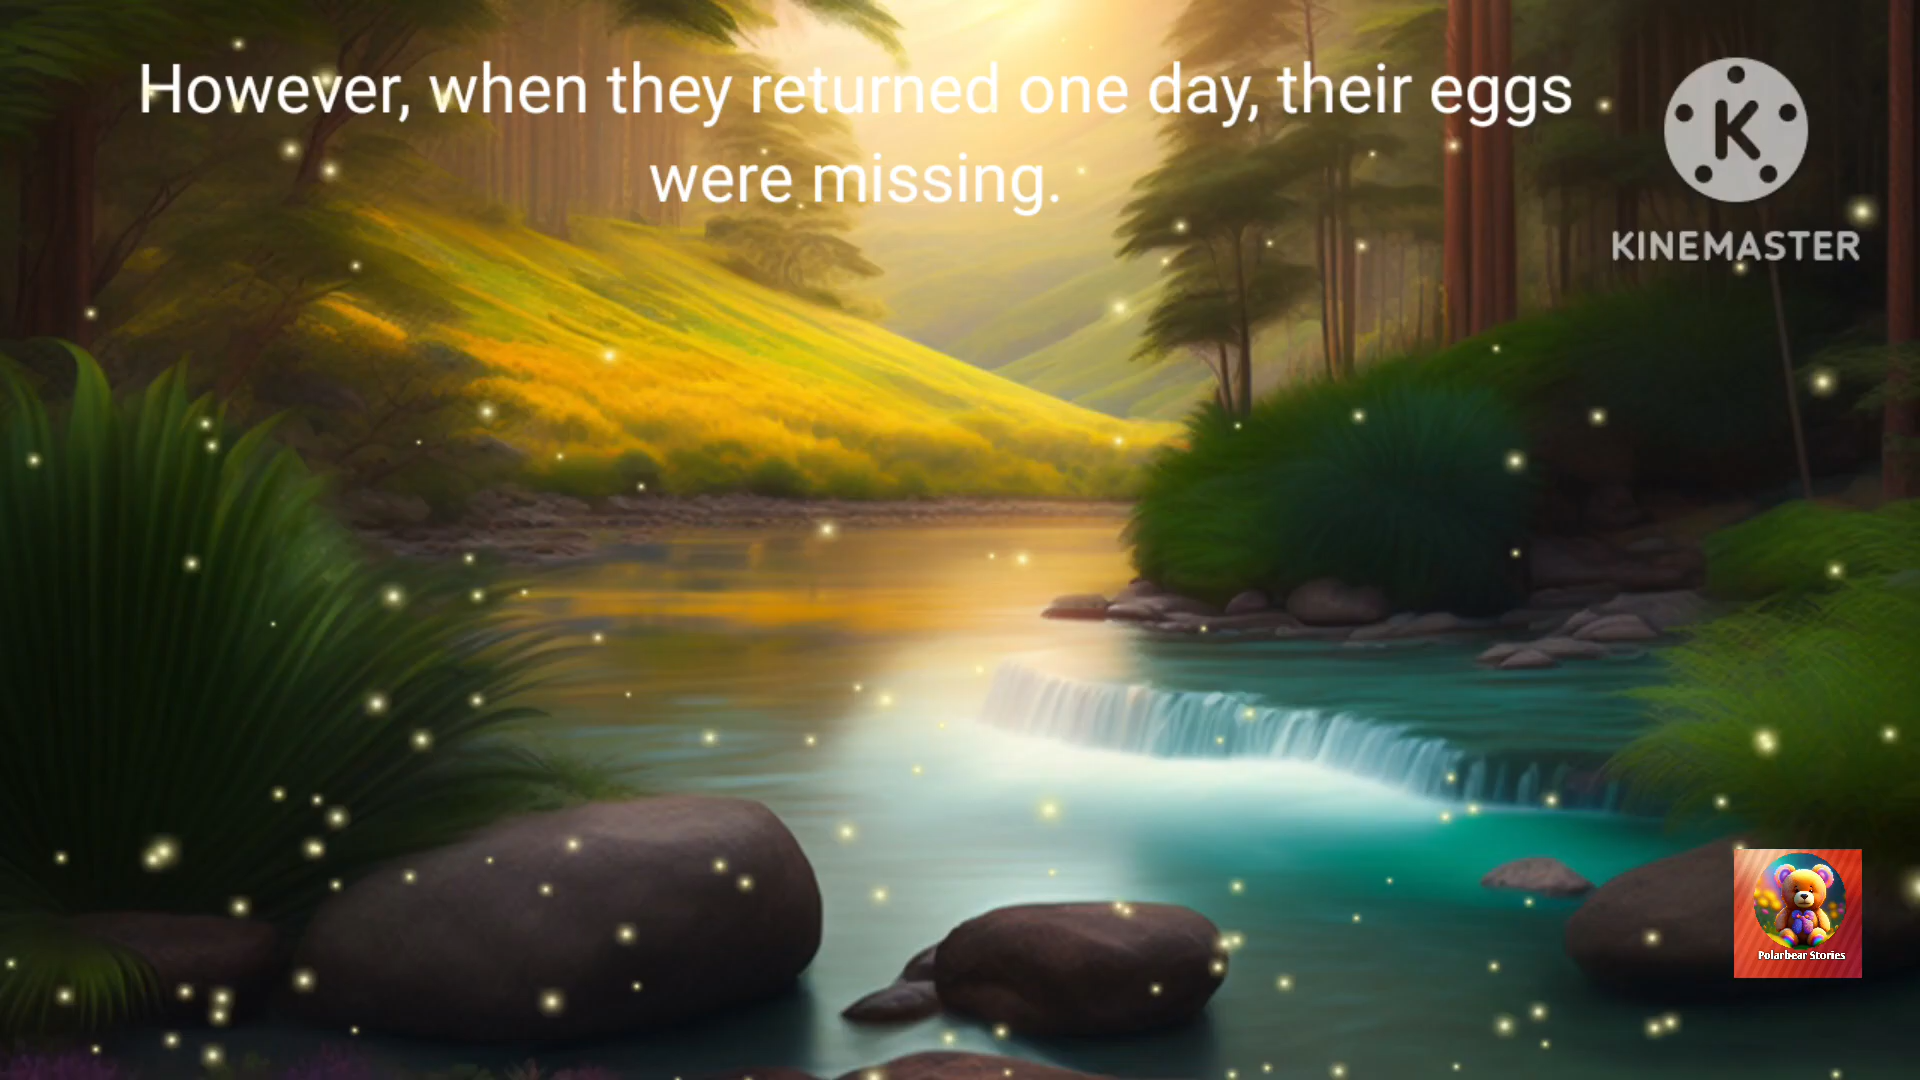 However, when they returned one day, their eggs
were missing.
K
KINEMASTER
Polarbear Stories